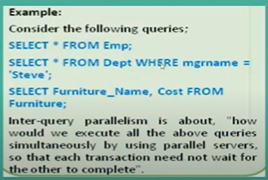 Example:
Consider the following queries;
SELECT * FROM Emp;
SELECT * FROM Dept WHERE mgrname =
'Steve';
SELECT Furniture_Name, Cost FROM
Furniture;
Inter-query parallelism is about, "how
would we execute all the above queries
simultaneously by using parallel servers,
so that each transaction need not wait for
the other to complete".